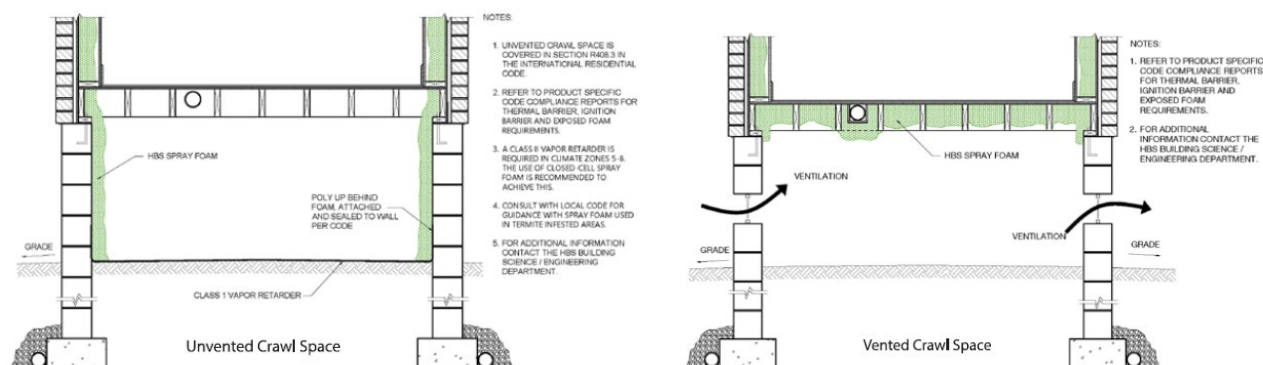 NOTES:
1. UNVENTED CRAWL SPACE IS
COVERED IN SECTION R408.3 IN
THE INTERNATIONAL RESIDENTIAL
CODE.
2. REFER TO PRODUCT SPECIFIC
CODE COMPLIANCE REPORTS FOR
THERMAL BARRIER, IGNITION
BARRIER AND EXPOSED FOAM
REQUIREMENTS.
3. A CLASS II VAPOR RETARDER IS
REQUIRED IN CLIMATE ZONES 5-8.
THE USE OF CLOSED-CELL SPRAY
FOAM IS RECOMMENDED TO
ACHIEVE THIS.
4. CONSULT WITH LOCAL CODE FOR
GUIDANCE WITH SPRAY FOAM USED
IN TERMITE INFESTED AREAS.
5. FOR ADDITIONAL INFORMATION
CONTACT THE HBS BUILDING
SCIENCE / ENGINEERING
DEPARTMENT.
HBS SPRAY FOAM
POLY UP BEHIND
FOAM, ATTACHED
AND SEALED TO WALL
PER CODE
GRADE
CLASS 1 VAPOR RETARDER
Unvented Crawl Space
NOTES:
1. REFER TO PRODUCT SPECIFIC
CODE COMPLIANCE REPORTS
FOR THERMAL BARRIER,
IGNITION BARRIER AND
EXPOSED FOAM
REQUIREMENTS.
2. FOR ADDITIONAL
INFORMATION CONTACT THE
HBS BUILDING SCIENCE /
ENGINEERING DEPARTMENT.
HBS SPRAY FOAM
VENTILATION
VENTILATION
GRADE
GRADE
Vented Crawl Space